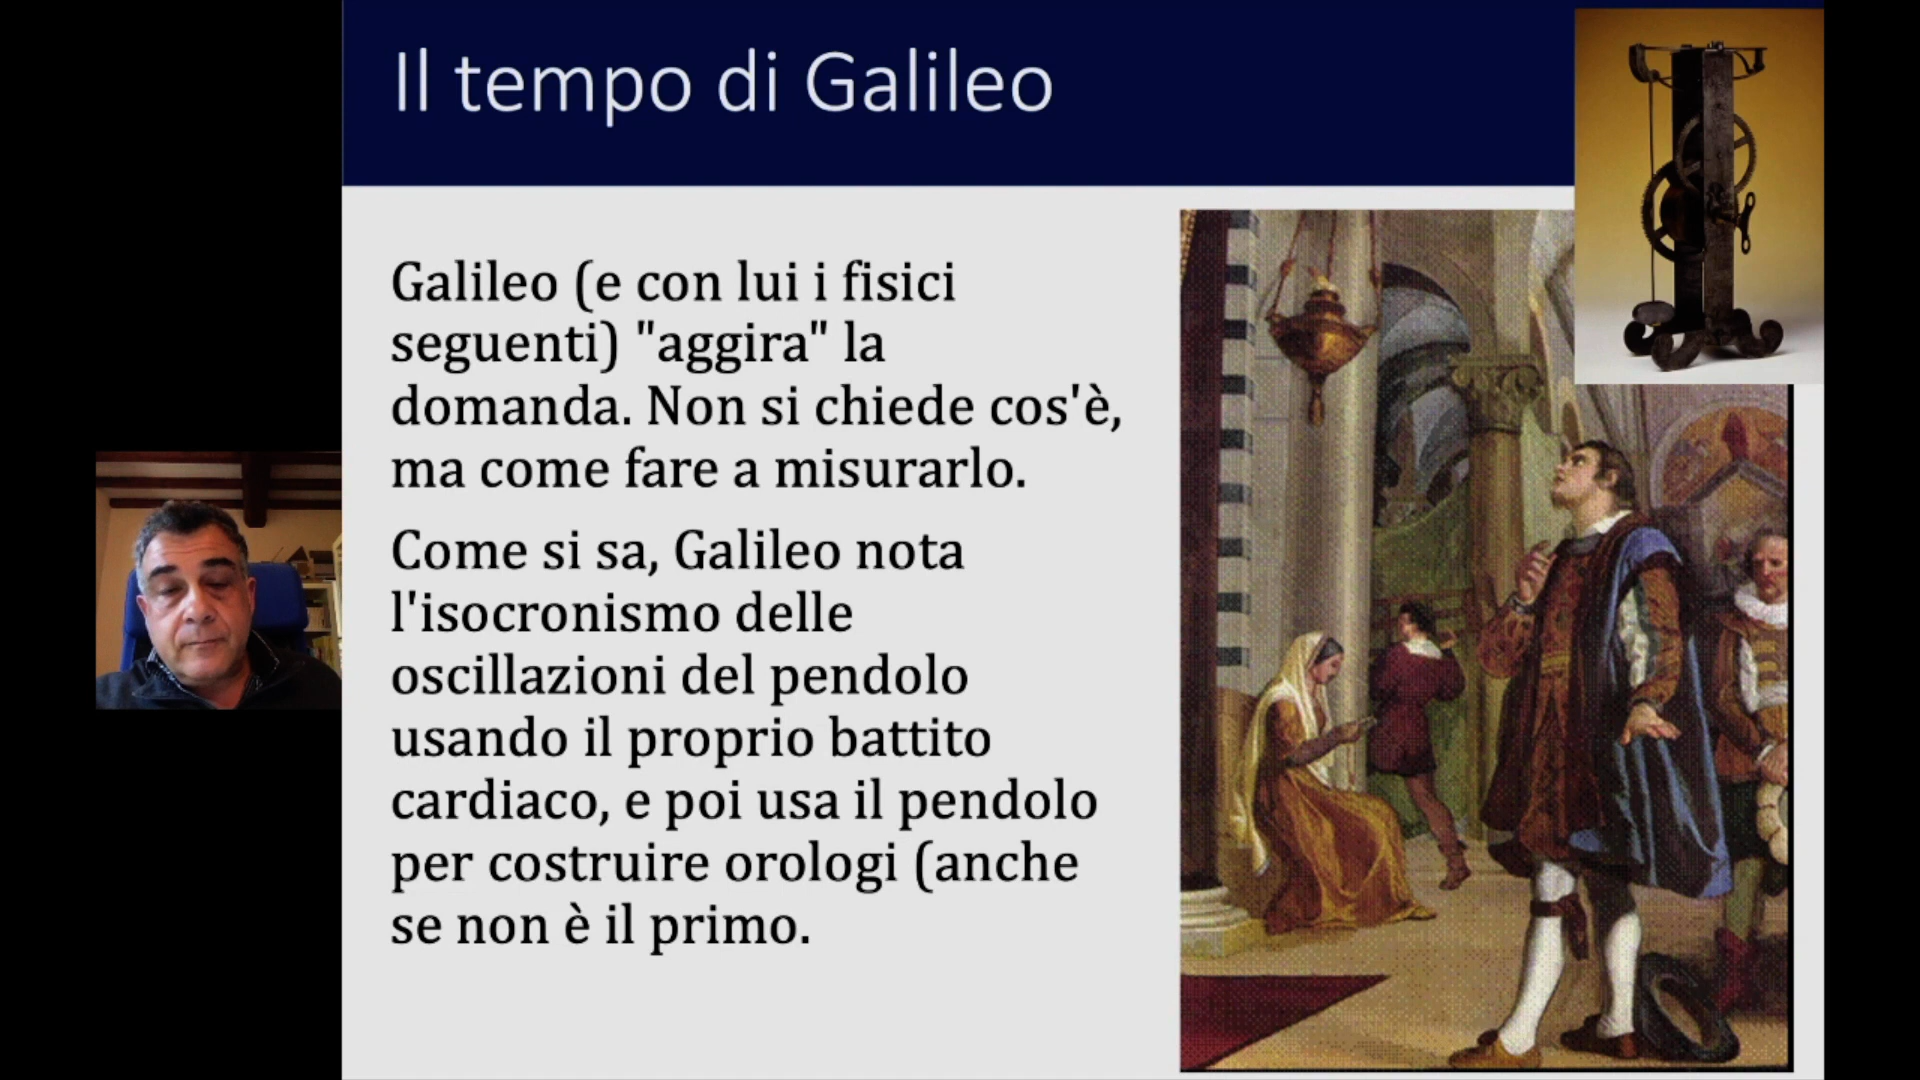 Il tempo di Galileo
Galileo (e con lui i fisici
seguenti) "aggira" la
domanda. Non si chiede cos'è,
ma come fare a misurarlo.
Come si sa, Galileo nota
l'isocronismo delle
oscillazioni del pendolo
usando il proprio battito
cardiaco, e poi usa il pendolo
per costruire orologi (anche
se non è il primo.